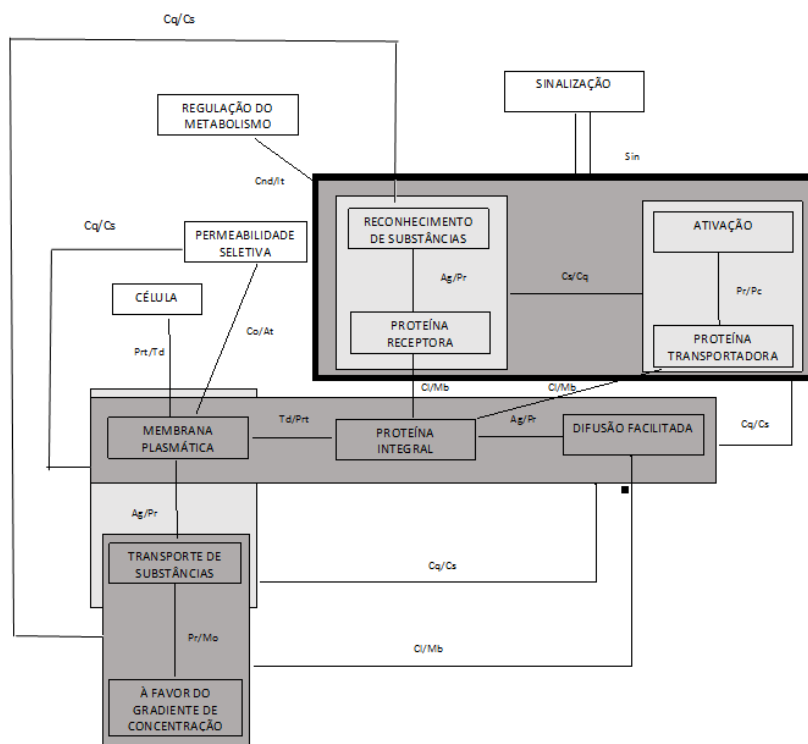 Cq/Cs
SINALIZAÇÃO
REGULAÇÃO DO
METABOLISMO
Sin
Cnd/It
Cq/Cs
PERMEABILIDADE
SELETIVA
RECONHECIMENTO
DE SUBSTÂNCIAS
ATIVAÇÃO
Ag/Pr
Cs/Cq
Pr/Pc
CÉLULA
Co/At
PROTEÍNA
RECEPTORA
PROTEÍNA
TRANSPORTADORA
Prt/Td
Cl/Mb
Cl/Mb
MEMBRANA
PLASMÁTICA
Td/Prt
PROTEÍNA
INTEGRAL
Ag/Pr
DIFUSÃO FACILITADA
Cq/Cs
Ag/Pr
TRANSPORTE DE
SUBSTÂNCIAS
Cq/Cs
Pr/Mo
Cl/Mb
À FAVOR DO
GRADIENTE DE
CONCENTRAÇÃO